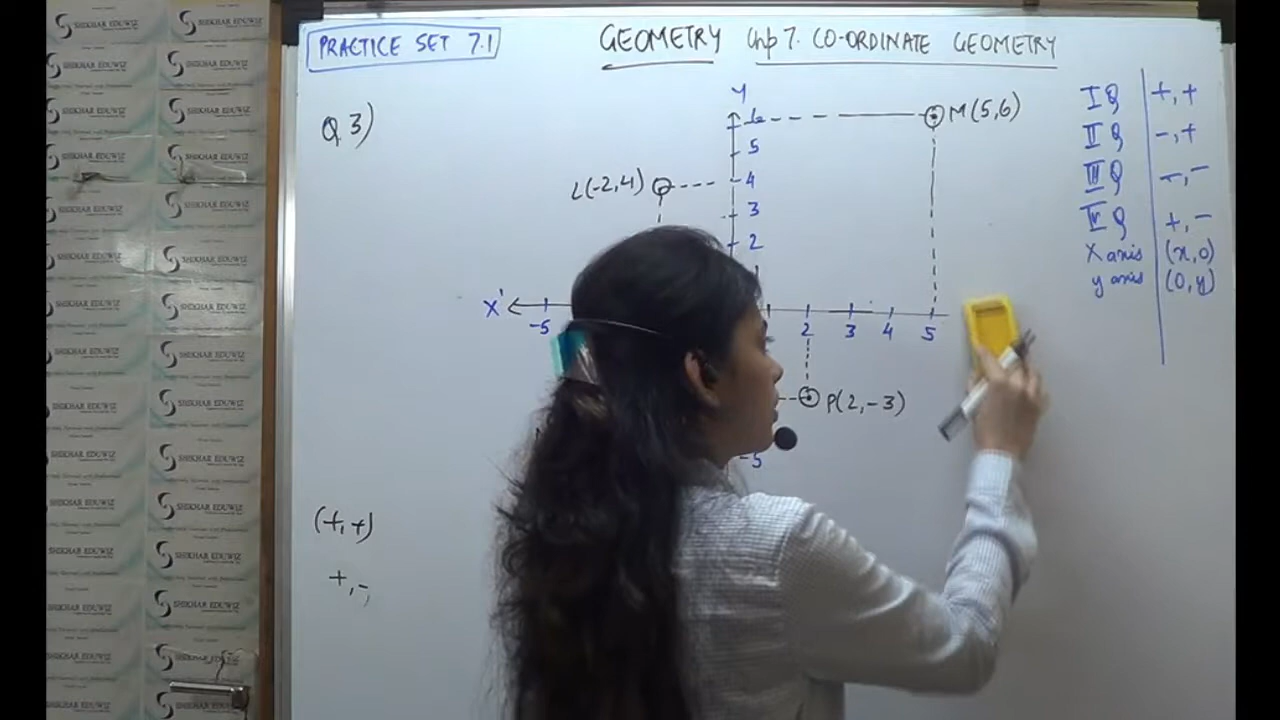 PRACTICE SET 7.1
GEOMETRY Chp 7. CO-ORDINATE GEOMETRY
Q 3)
Y
6
M(5,6)
5
L(-2,4)
4
3
2
X'
-5
2
3
4
5
P(2,-3)
-5
(+,+)
+,-
I Q +,+
II Q -,+
III Q -,-
IV Q +,-
X axis (x,0)
y axis (0,y)
SHIKHAR EDUWIZ